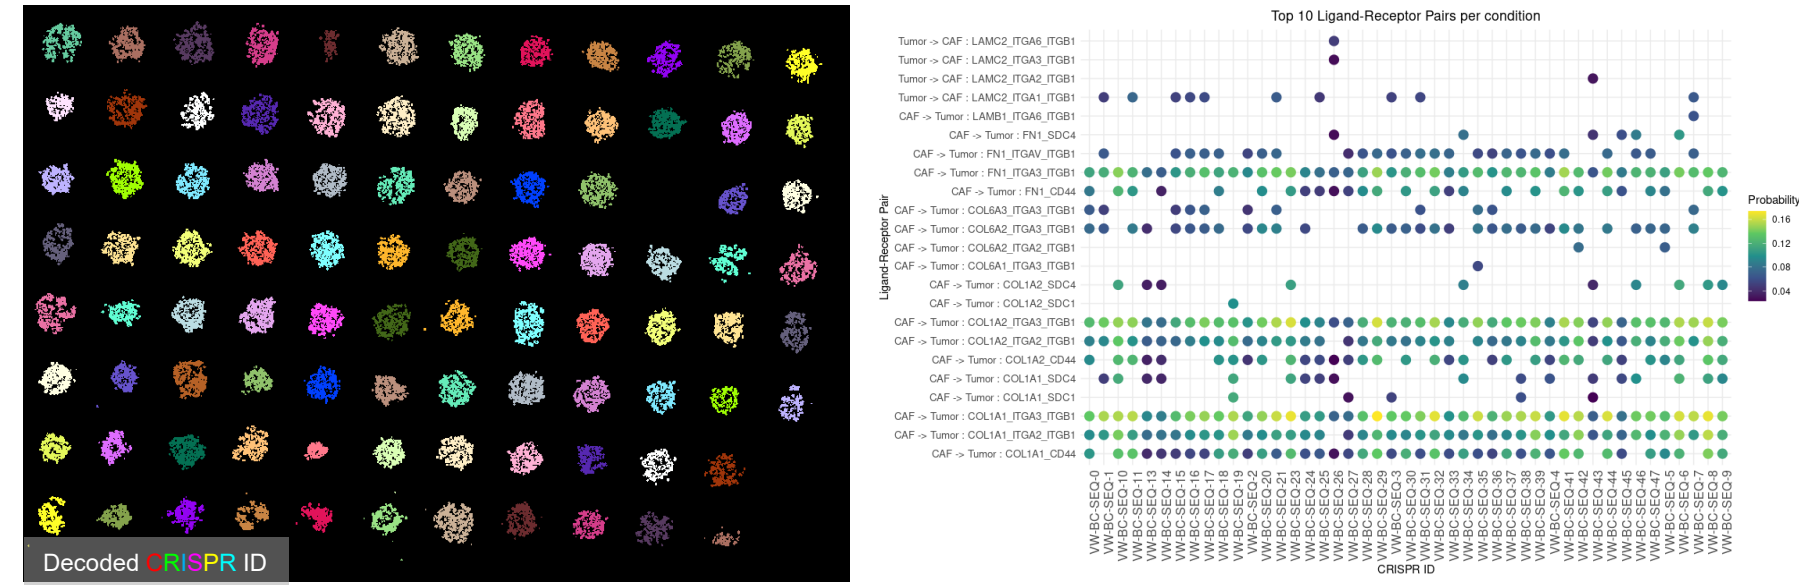 Decoded CRISPR ID
Top 10 Ligand-Receptor Pairs per condition
Ligand-Receptor Pair
Tumor -> CAF : LAMC2_ITGA6_ITGB1
Tumor -> CAF : LAMC2_ITGA3_ITGB1
Tumor -> CAF : LAMC2_ITGA2_ITGB1
Tumor -> CAF : LAMC2_ITGA1_ITGB1
CAF -> Tumor : LAMB1_ITGA6_ITGB1
CAF -> Tumor : FN1_SDC4
CAF -> Tumor : FN1_ITGAV_ITGB1
CAF -> Tumor : FN1_ITGA3_ITGB1
CAF -> Tumor : FN1_CD44
CAF -> Tumor : COL6A3_ITGA3_ITGB1
CAF -> Tumor : COL6A2_ITGA3_ITGB1
CAF -> Tumor : COL6A2_ITGA2_ITGB1
CAF -> Tumor : COL6A1_ITGA3_ITGB1
CAF -> Tumor : COL1A2_SDC4
CAF -> Tumor : COL1A2_SDC1
CAF -> Tumor : COL1A2_ITGA3_ITGB1
CAF -> Tumor : COL1A2_ITGA2_ITGB1
CAF -> Tumor : COL1A2_CD44
CAF -> Tumor : COL1A1_SDC4
CAF -> Tumor : COL1A1_SDC1
CAF -> Tumor : COL1A1_ITGA3_ITGB1
CAF -> Tumor : COL1A1_ITGA2_ITGB1
CAF -> Tumor : COL1A1_CD44
VW-BC-SEQ-0
VW-BC-SEQ-1
VW-BC-SEQ-10
VW-BC-SEQ-11
VW-BC-SEQ-13
VW-BC-SEQ-14
VW-BC-SEQ-15
VW-BC-SEQ-16
VW-BC-SEQ-17
VW-BC-SEQ-18
VW-BC-SEQ-19
VW-BC-SEQ-2
VW-BC-SEQ-20
VW-BC-SEQ-21
VW-BC-SEQ-23
VW-BC-SEQ-24
VW-BC-SEQ-25
VW-BC-SEQ-26
VW-BC-SEQ-27
VW-BC-SEQ-28
VW-BC-SEQ-29
VW-BC-SEQ-3
VW-BC-SEQ-30
VW-BC-SEQ-31
VW-BC-SEQ-32
VW-BC-SEQ-33
VW-BC-SEQ-34
VW-BC-SEQ-35
VW-BC-SEQ-36
VW-BC-SEQ-37
VW-BC-SEQ-38
VW-BC-SEQ-39
VW-BC-SEQ-4
VW-BC-SEQ-41
VW-BC-SEQ-42
VW-BC-SEQ-43
VW-BC-SEQ-45
VW-BC-SEQ-46
VW-BC-SEQ-47
VW-BC-SEQ-5
VW-BC-SEQ-6
VW-BC-SEQ-7
VW-BC-SEQ-8
VW-BC-SEQ-9
CRISPR ID
Probability
0.16
0.12
0.08
0.04